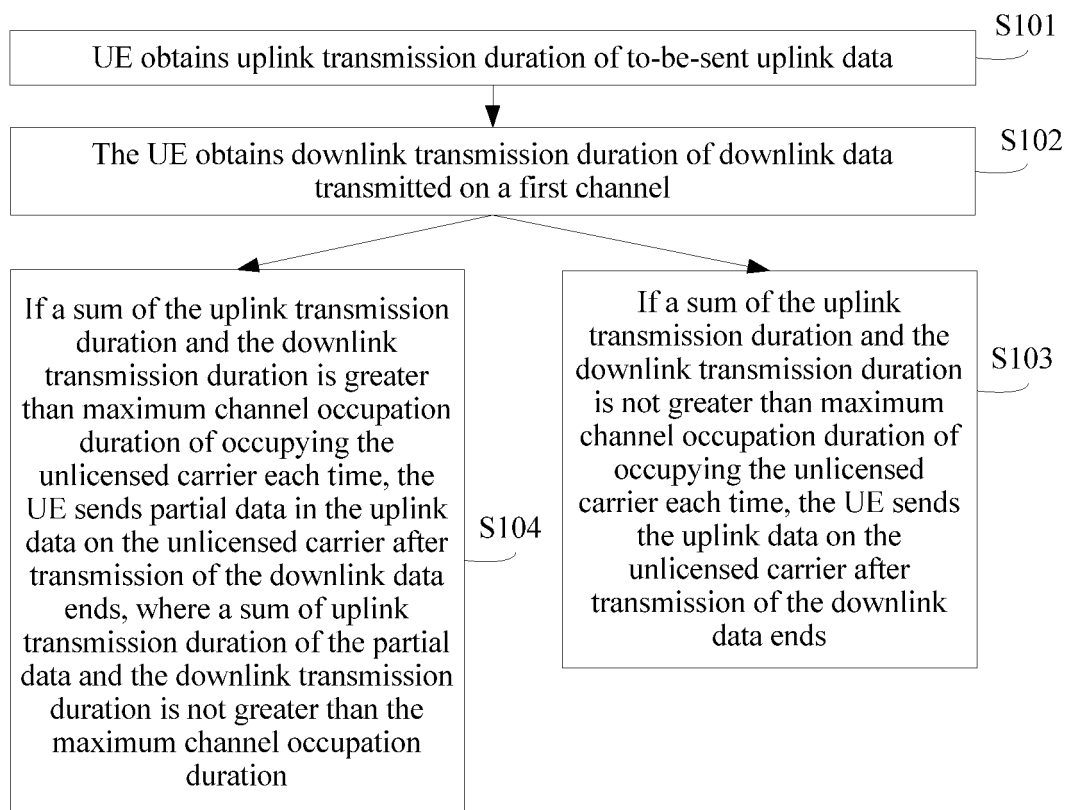 S101
UE obtains uplink transmission duration of to-be-sent uplink data
S102
The UE obtains downlink transmission duration of downlink data
transmitted on a first channel
If a sum of the uplink transmission
duration and the downlink
transmission duration is greater
than maximum channel occupation
duration of occupying the
unlicensed carrier each time, the
UE sends partial data in the uplink
data on the unlicensed carrier after
transmission of the downlink data
ends, where a sum of uplink
transmission duration of the partial
data and the downlink transmission
duration is not greater than the
maximum channel occupation
duration
S104
If a sum of the uplink
transmission duration and the
downlink transmission duration
is not greater than maximum
channel occupation duration of
occupying the unlicensed
carrier each time, the UE sends
the uplink data on the
unlicensed carrier after
transmission of the downlink
data ends
S103